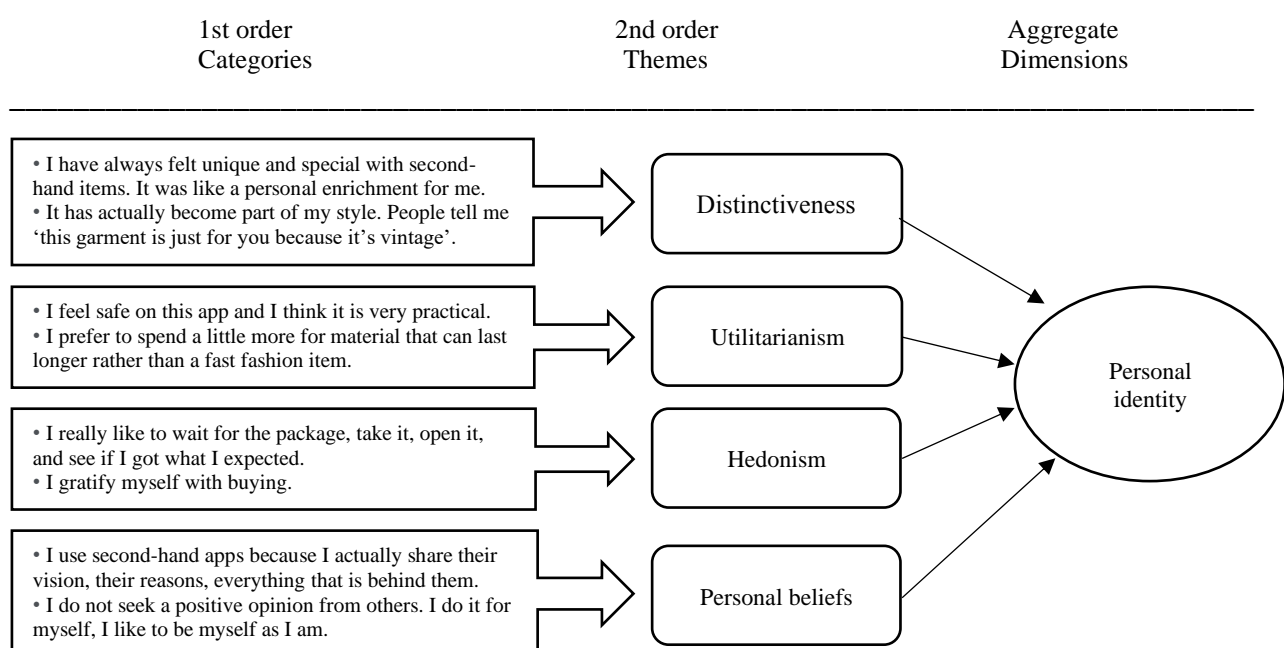 1st order
Categories
2nd order
Themes
Aggregate
Dimensions
• I have always felt unique and special with second-
hand items. It was like a personal enrichment for me.
• It has actually become part of my style. People tell me
‘this garment is just for you because it’s vintage’.
Distinctiveness
• I feel safe on this app and I think it is very practical.
• I prefer to spend a little more for material that can last
longer rather than a fast fashion item.
Utilitarianism
• I really like to wait for the package, take it, open it,
and see if I got what I expected.
• I gratify myself with buying.
Hedonism
• I use second-hand apps because I actually share their
vision, their reasons, everything that is behind them.
• I do not seek a positive opinion from others. I do it for
myself, I like to be myself as I am.
Personal beliefs
Personal
identity